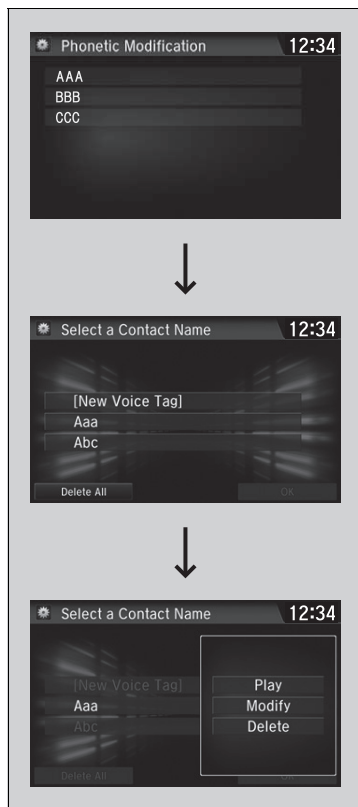 Phonetic Modification 12:34
AAA
BBB
CCC
Select a Contact Name 12:34
[New Voice Tag]
Aaa
Abc
Delete All OK
Select a Contact Name 12:34
[New Voice Tag] Play
Aaa Modify
Abc Delete
Delete All OK